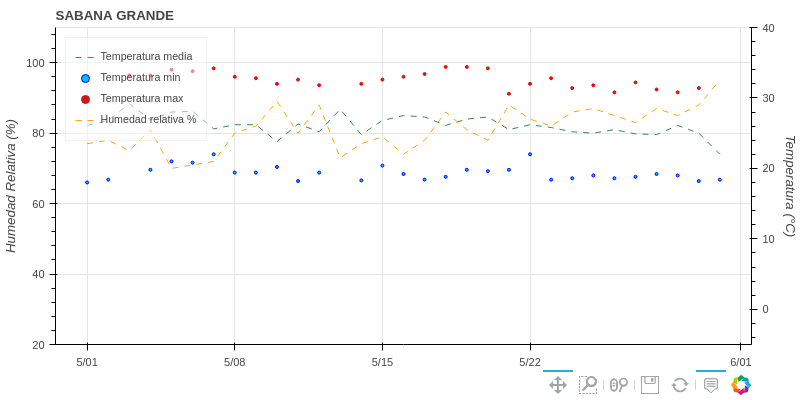 SABANA GRANDE
Temperatura media
Temperatura min
Temperatura max
Humedad relativa %
Humedad Relativa (%)
100
80
60
40
20
Temperatura (°C)
40
30
20
10
0
5/01
5/08
5/15
5/22
6/01